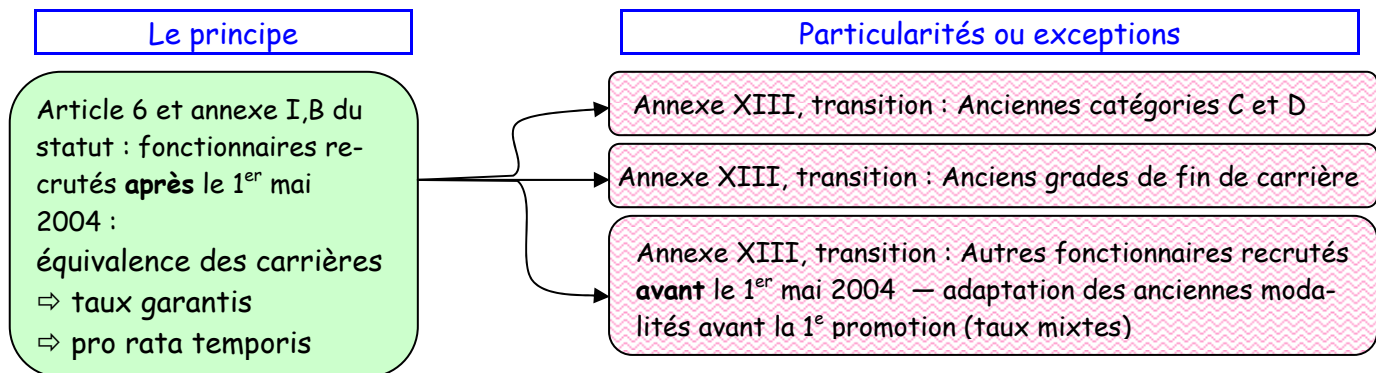 Le principe
Article 6 et annexe I,B du
statut : fonctionnaires re-
crutés après le 1er mai
2004 :
équivalence des carrières
⇨ taux garantis
⇨ pro rata temporis
Particularités ou exceptions
Annexe XIII, transition : Anciennes catégories C et D
Annexe XIII, transition : Anciens grades de fin de carrière
Annexe XIII, transition : Autres fonctionnaires recrutés
avant le 1er mai 2004 — adaptation des anciennes moda-
lités avant la 1e promotion (taux mixtes)